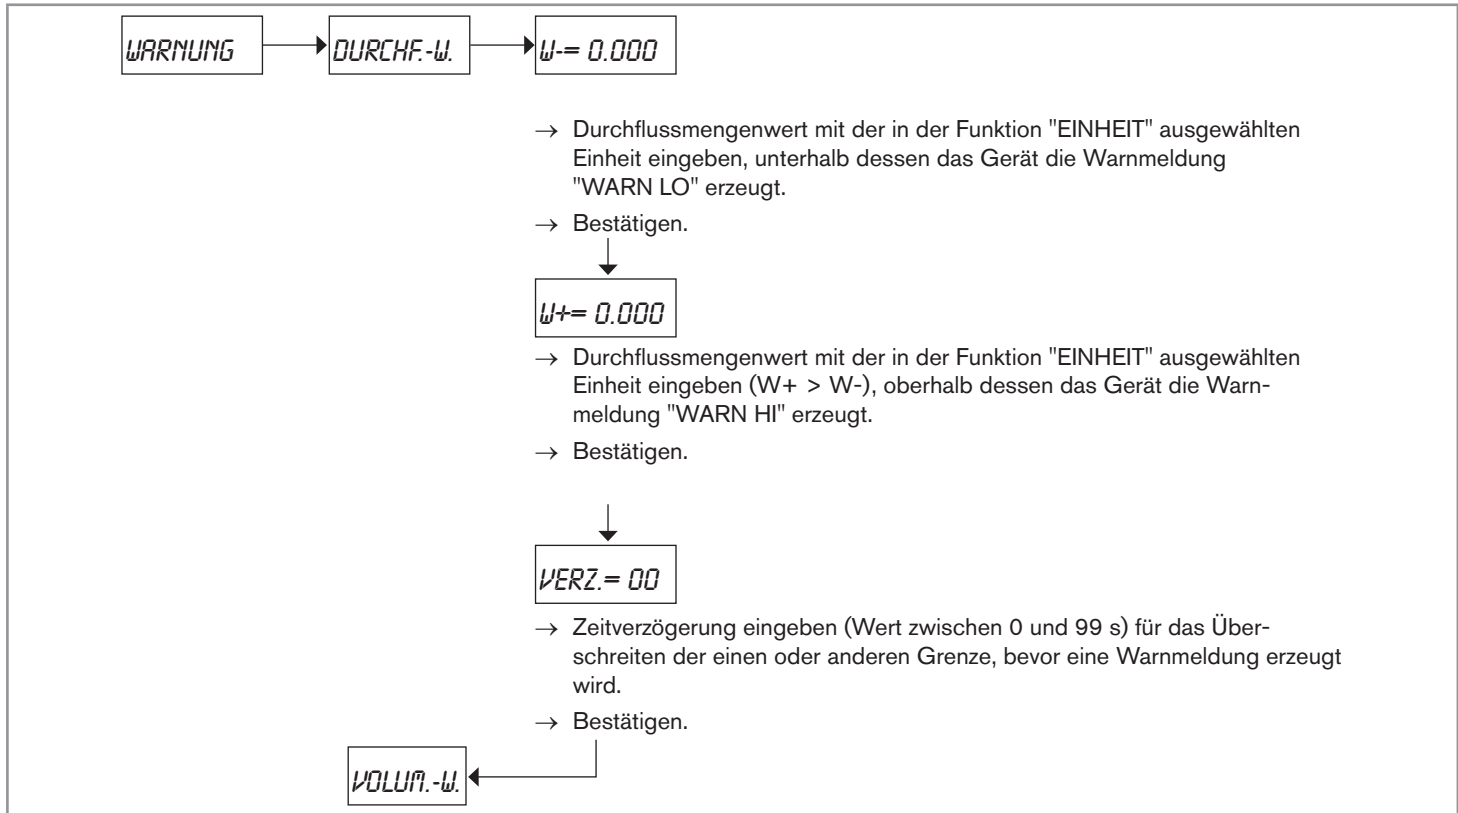 WARNUNG DURCHF.-W. W-= 0.000
→ Durchflussmengenwert mit der in der Funktion "EINHEIT" ausgewählten
Einheit eingeben, unterhalb dessen das Gerät die Warnmeldung
"WARN LO" erzeugt.
→ Bestätigen.
W+= 0.000
→ Durchflussmengenwert mit der in der Funktion "EINHEIT" ausgewählten
Einheit eingeben (W+ > W-), oberhalb dessen das Gerät die Warn-
meldung "WARN HI" erzeugt.
→ Bestätigen.
VERZ.= 00
→ Zeitverzögerung eingeben (Wert zwischen 0 und 99 s) für das Über-
schreiten der einen oder anderen Grenze, bevor eine Warnmeldung erzeugt
wird.
→ Bestätigen.
VOLUM.-W.